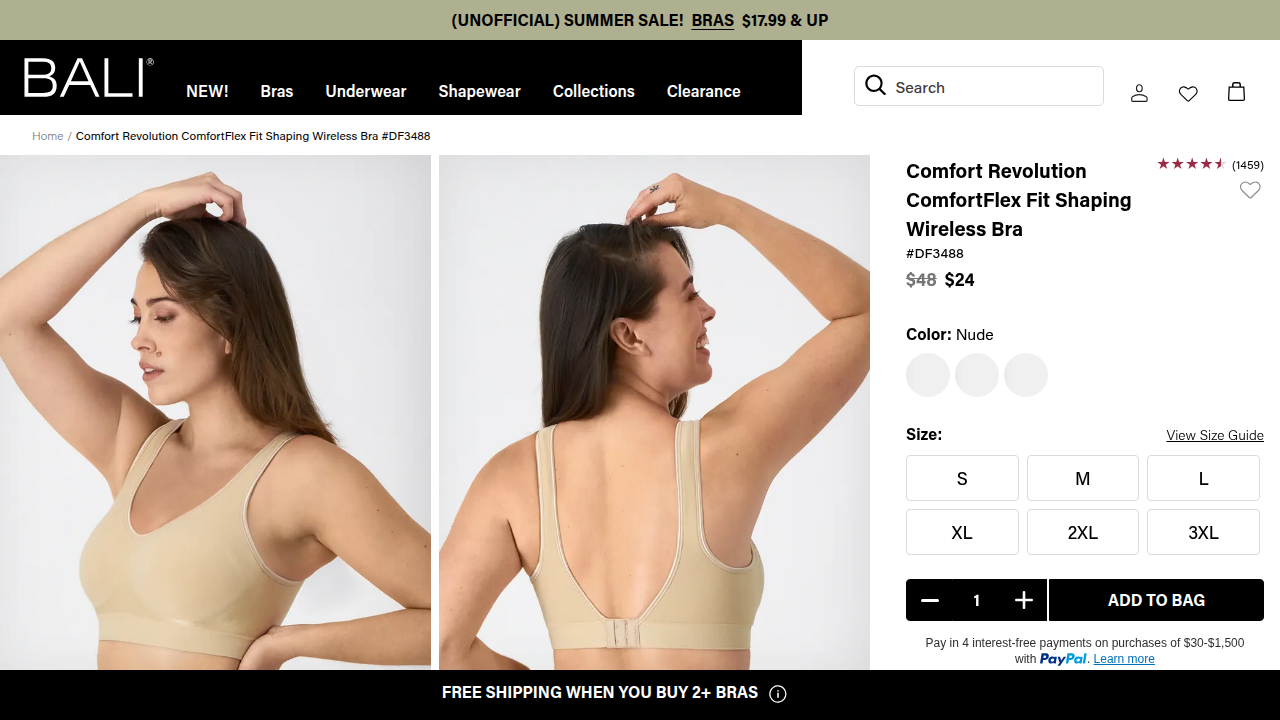 (UNOFFICIAL) SUMMER SALE! BRAS $17.99 & UP
BALI®
NEW! Bras Underwear Shapewear Collections Clearance
Search
Home / Comfort Revolution ComfortFlex Fit Shaping Wireless Bra #DF3488
Comfort Revolution
ComfortFlex Fit Shaping
Wireless Bra
(1459)
#DF3488
$48 $24
Color: Nude
Size:
View Size Guide
S M L
XL 2XL 3XL
1
ADD TO BAG
Pay in 4 interest-free payments on purchases of $30-$1,500
with PayPal. Learn more
FREE SHIPPING WHEN YOU BUY 2+ BRAS